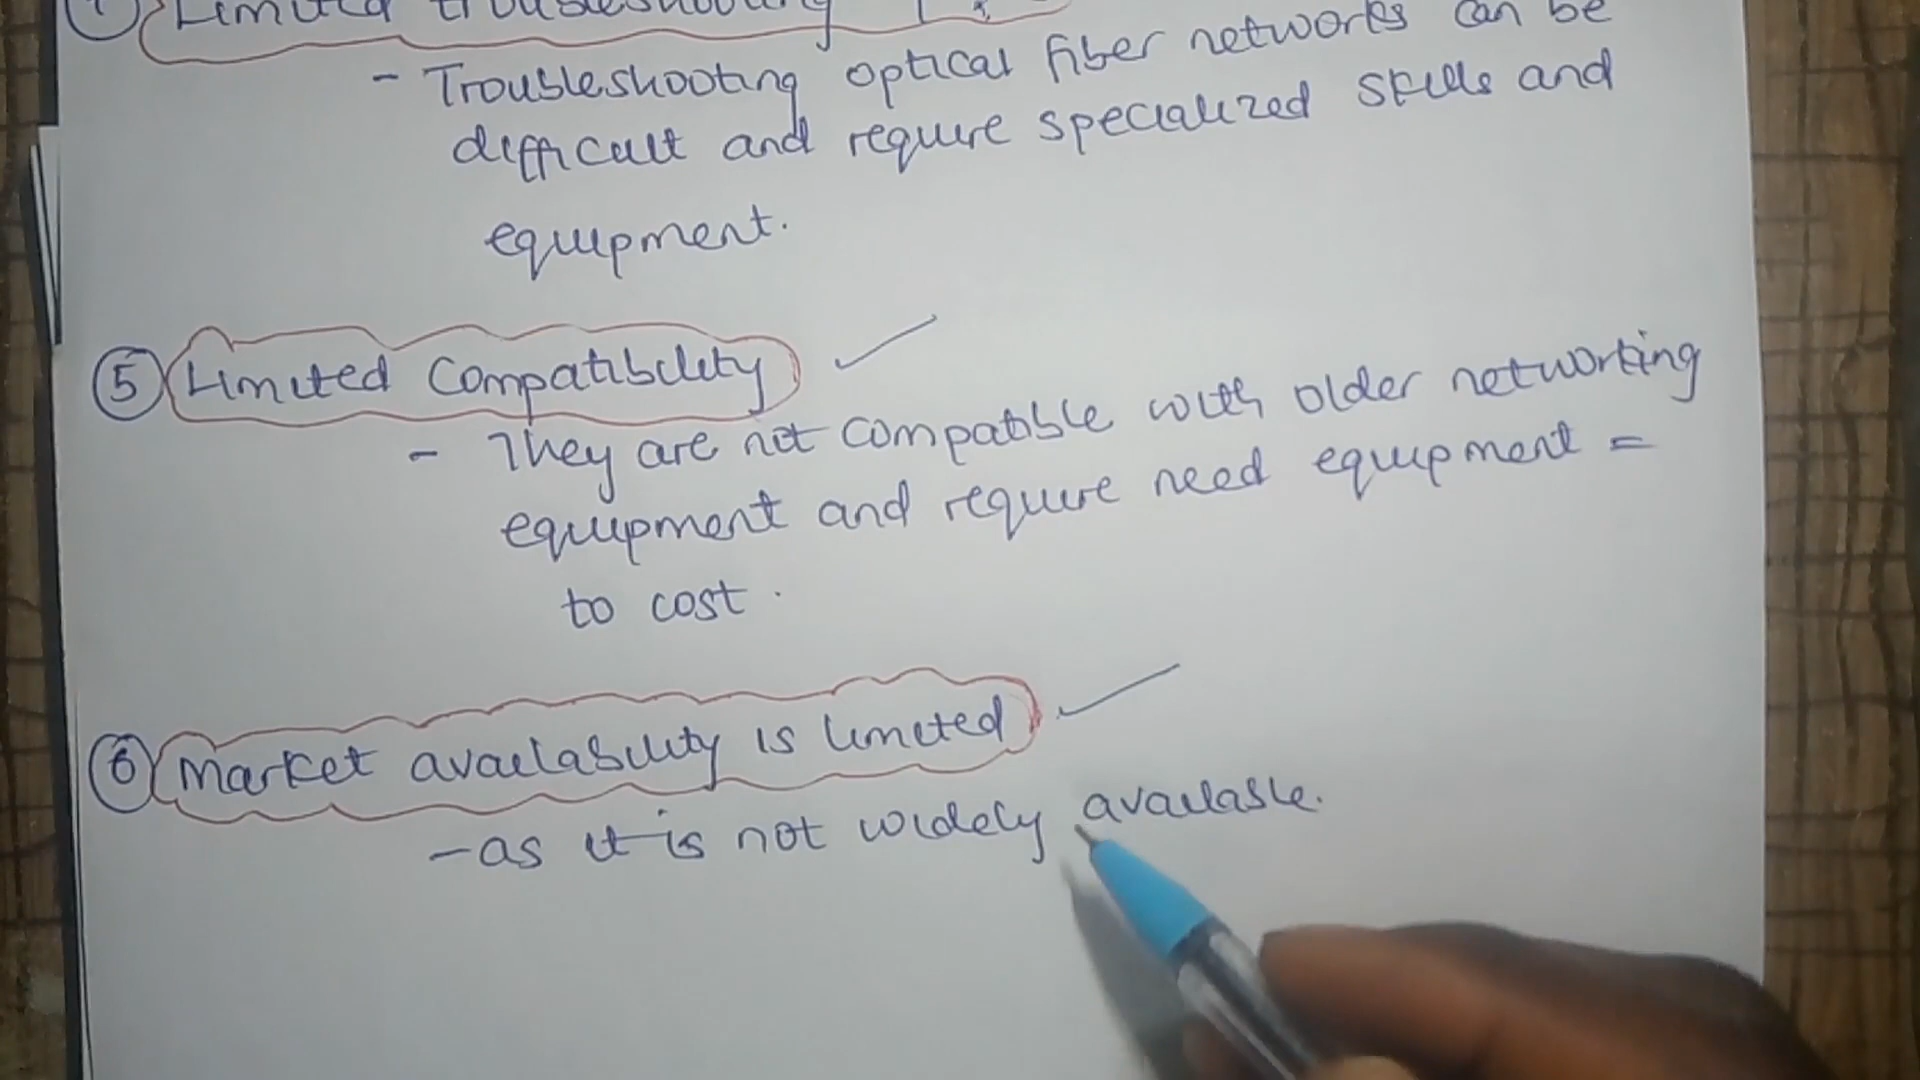 Limited troubleshooting
- Troubleshooting optical fiber networks can be
difficult and require specialized skills and
equipment.
5 Limited Compatibility
- They are not compatible with older networking
equipment and require need equipment =
to cost.
6 Market availability is limited
- as it is not widely available.